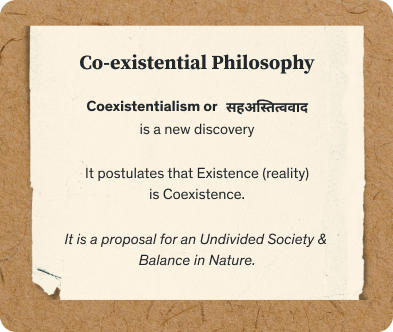 Co-existential Philosophy
Coexistentialism or सहअस्तित्ववाद
is a new discovery
It postulates that Existence (reality)
is Coexistence.
It is a proposal for an Undivided Society &
Balance in Nature.